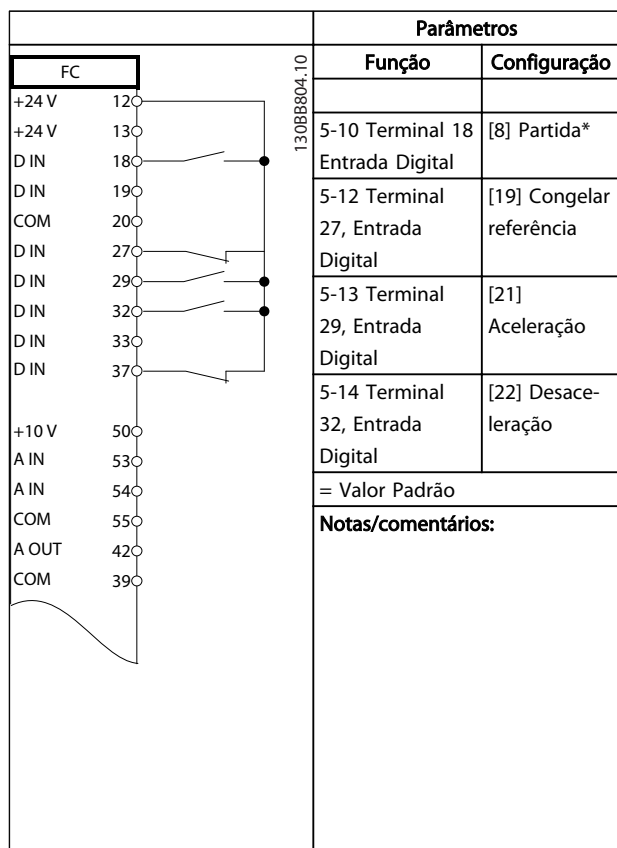 Parâmetros
Função Configuração
FC
130BB804.10
+24 V 12
+24 V 13
D IN 18
D IN 19
COM 20
D IN 27
D IN 29
D IN 32
D IN 33
D IN 37
+10 V 50
A IN 53
A IN 54
COM 55
A OUT 42
COM 39
5-10 Terminal 18
Entrada Digital
[8] Partida*
5-12 Terminal
27, Entrada
Digital
[19] Congelar
referência
5-13 Terminal
29, Entrada
Digital
[21]
Aceleração
5-14 Terminal
32, Entrada
Digital
[22] Desace-
leração
= Valor Padrão
Notas/comentários: